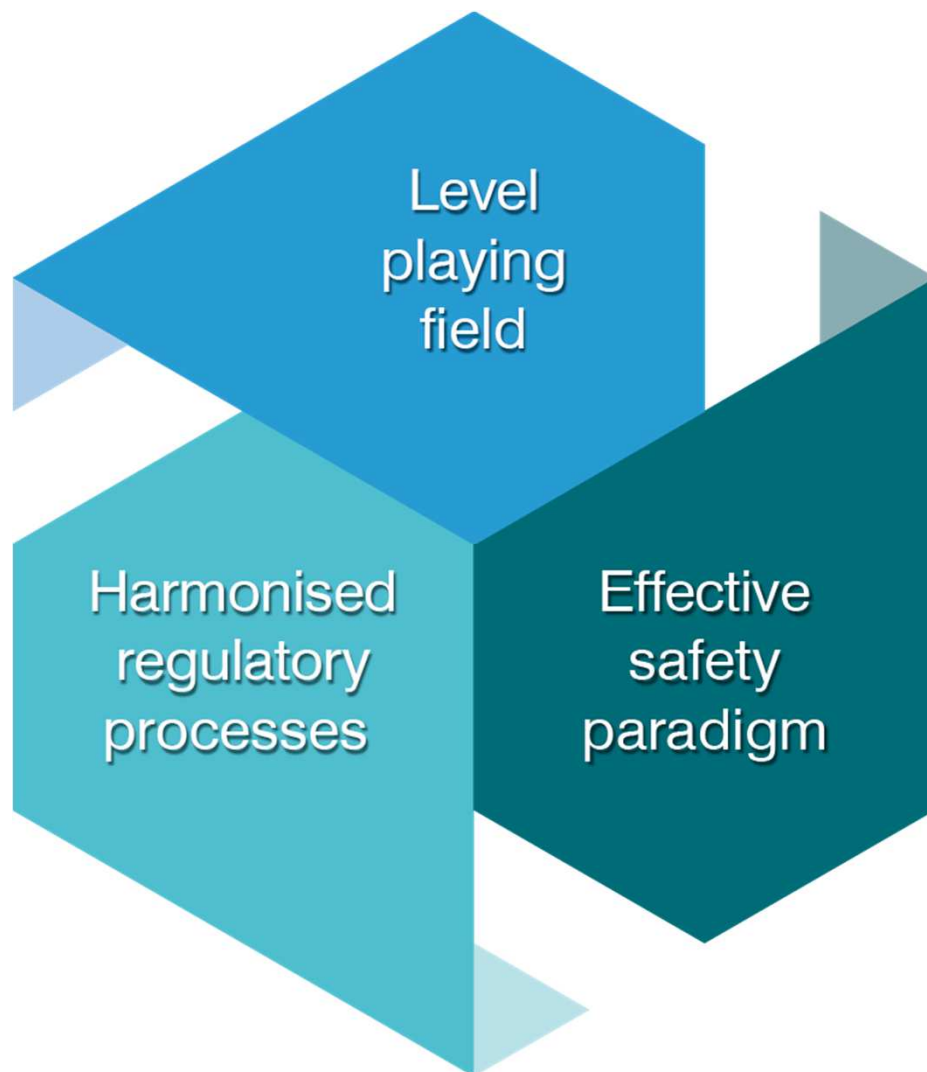 Level
playing
field
Harmonised
regulatory
processes
Effective
safety
paradigm